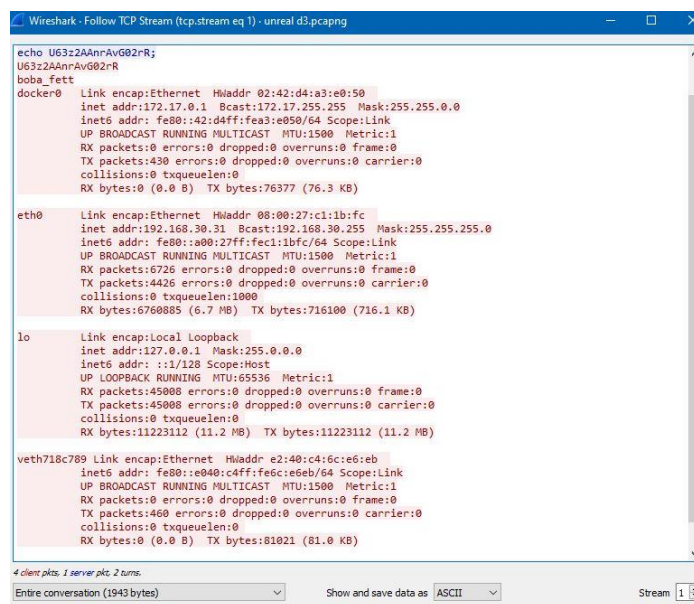 Wireshark · Follow TCP Stream (tcp.stream eq 1) · unreal d3.pcapng
echo U63z2AAnrAvG02rR;
U63z2AAnrAvG02rR
boba_fett
docker0 Link encap:Ethernet HWaddr 02:42:d4:a3:e0:50
inet addr:172.17.0.1 Bcast:172.17.255.255 Mask:255.255.0.0
inet6 addr: fe80::42:d4ff:fea3:e050/64 Scope:Link
UP BROADCAST RUNNING MULTICAST MTU:1500 Metric:1
RX packets:0 errors:0 dropped:0 overruns:0 frame:0
TX packets:430 errors:0 dropped:0 overruns:0 carrier:0
collisions:0 txqueuelen:0
RX bytes:0 (0.0 B) TX bytes:76377 (76.3 KB)
eth0 Link encap:Ethernet HWaddr 08:00:27:c1:1b:fc
inet addr:192.168.30.31 Bcast:192.168.30.255 Mask:255.255.255.0
inet6 addr: fe80::a00:27ff:fec1:1bfc/64 Scope:Link
UP BROADCAST RUNNING MULTICAST MTU:1500 Metric:1
RX packets:6726 errors:0 dropped:0 overruns:0 frame:0
TX packets:4426 errors:0 dropped:0 overruns:0 carrier:0
collisions:0 txqueuelen:1000
RX bytes:6760885 (6.7 MB) TX bytes:716100 (716.1 KB)
lo Link encap:Local Loopback
inet addr:127.0.0.1 Mask:255.0.0.0
inet6 addr: ::1/128 Scope:Host
UP LOOPBACK RUNNING MTU:65536 Metric:1
RX packets:45008 errors:0 dropped:0 overruns:0 frame:0
TX packets:45008 errors:0 dropped:0 overruns:0 carrier:0
collisions:0 txqueuelen:0
RX bytes:11223112 (11.2 MB) TX bytes:11223112 (11.2 MB)
veth718c789 Link encap:Ethernet HWaddr e2:40:c4:6c:e6:eb
inet6 addr: fe80::e040:c4ff:fe6c:e6eb/64 Scope:Link
UP BROADCAST RUNNING MULTICAST MTU:1500 Metric:1
RX packets:0 errors:0 dropped:0 overruns:0 frame:0
TX packets:460 errors:0 dropped:0 overruns:0 carrier:0
collisions:0 txqueuelen:0
RX bytes:0 (0.0 B) TX bytes:81021 (81.0 KB)
4 client pkts, 1 server pkt, 2 turns.
Entire conversation (1943 bytes) Show and save data as ASCII Stream 1